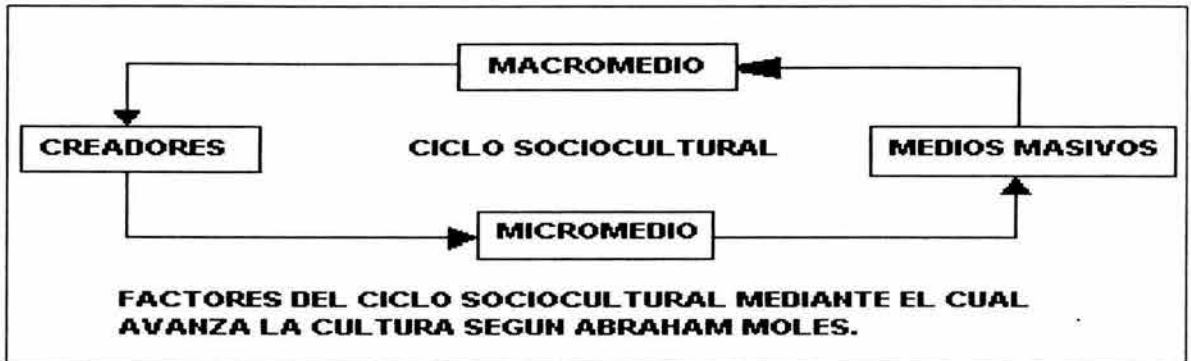 MACROMEDIO
CREADORES
CICLO SOCIOCULTURAL
MEDIOS MASIVOS
MICROMEDIO
FACTORES DEL CICLO SOCIOCULTURAL MEDIANTE EL CUAL
AVANZA LA CULTURA SEGUN ABRAHAM MOLES.